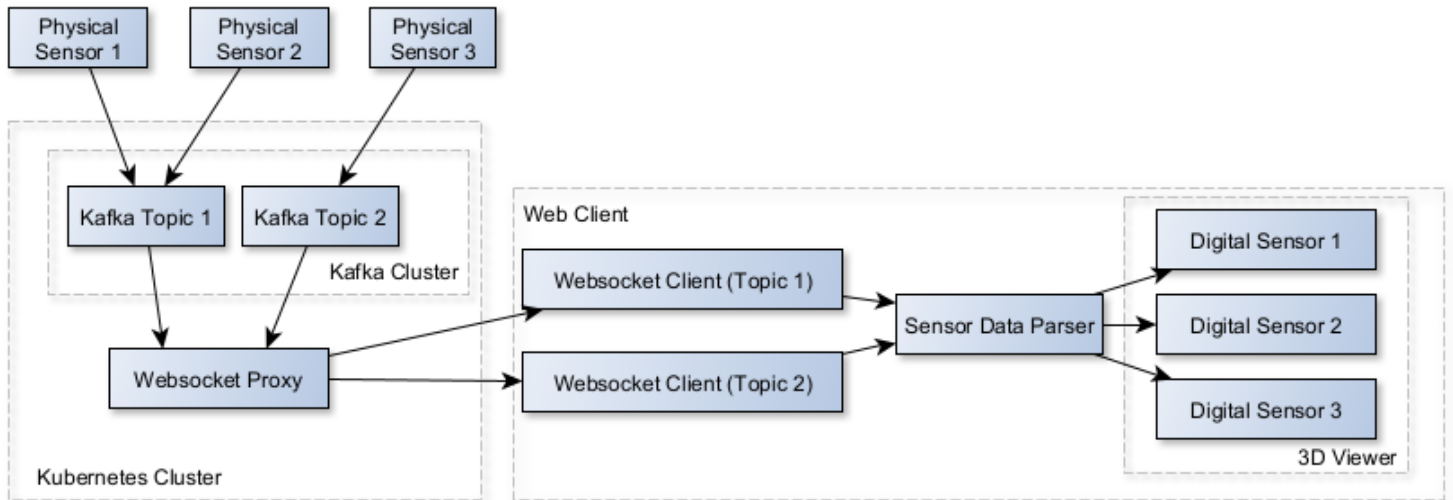 Physical
Sensor 1
Physical
Sensor 2
Physical
Sensor 3
Kafka Topic 1
Kafka Topic 2
Kafka Cluster
Websocket Proxy
Kubernetes Cluster
Web Client
Websocket Client (Topic 1)
Websocket Client (Topic 2)
Sensor Data Parser
Digital Sensor 1
Digital Sensor 2
Digital Sensor 3
3D Viewer